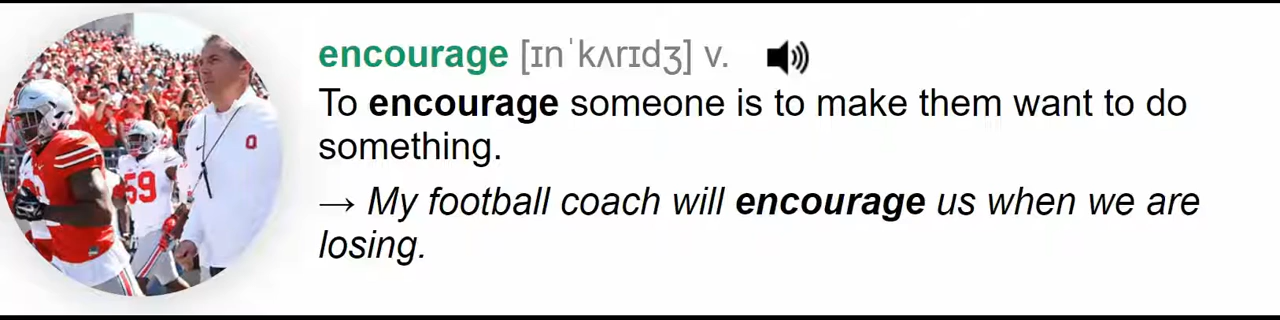 encourage [ɪnˈkʌrɪdʒ] v.
To encourage someone is to make them want to do
something.
→ My football coach will encourage us when we are
losing.
59
O